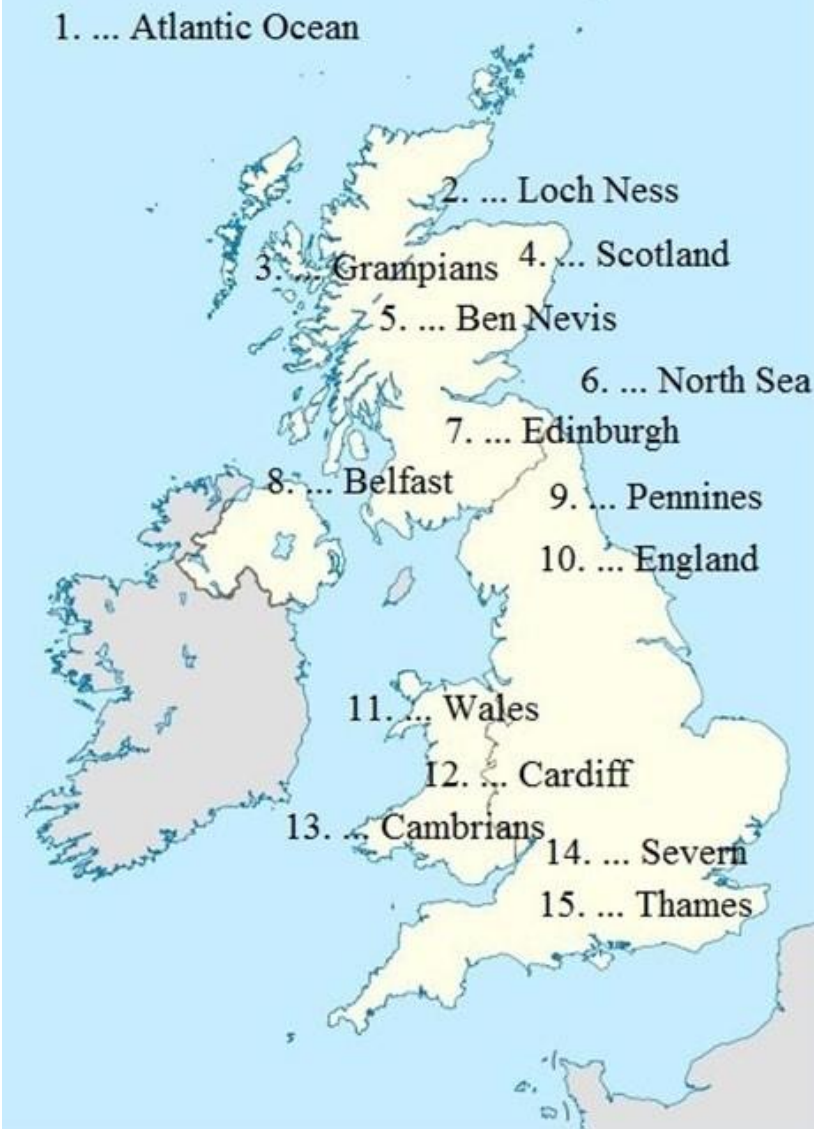 1. ... Atlantic Ocean
2. ... Loch Ness
3. ... Grampians
4. ... Scotland
5. ... Ben Nevis
6. ... North Sea
7. ... Edinburgh
8. ... Belfast
9. ... Pennines
10. ... England
11. ... Wales
12. ... Cardiff
13. ... Cambrians
14. ... Severn
15. ... Thames